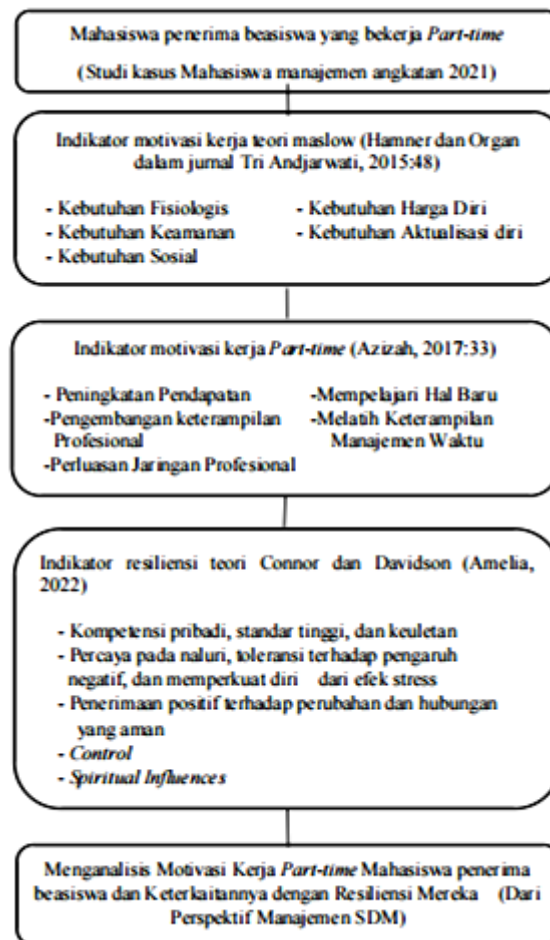 Mahasiswa penerima beasiswa yang bekerja Part-time
(Studi kasus Mahasiswa manajemen angkatan 2021)
Indikator motivasi kerja teori maslow (Hamner dan Organ
dalam jurnal Tri Andjarwati, 2015:48)
- Kebutuhan Fisiologis - Kebutuhan Harga Diri
- Kebutuhan Keamanan - Kebutuhan Aktualisasi diri
- Kebutuhan Sosial
Indikator motivasi kerja Part-time (Azizah, 2017:33)
- Peningkatan Pendapatan -Mempelajari Hal Baru
-Pengembangan keterampilan -Melatih Keterampilan
Profesional Manajemen Waktu
-Perluasan Jaringan Profesional
Indikator resiliensi teori Connor dan Davidson (Amelia,
2022)
- Kompetensi pribadi, standar tinggi, dan keuletan
- Percaya pada naluri, toleransi terhadap pengaruh
negatif, dan memperkuat diri dari efek stress
- Penerimaan positif terhadap perubahan dan hubungan
yang aman
- Control
- Spiritual Influences
Menganalisis Motivasi Kerja Part-time Mahasiswa penerima
beasiswa dan Keterkaitannya dengan Resiliensi Mereka (Dari
Perspektif Manajemen SDM)